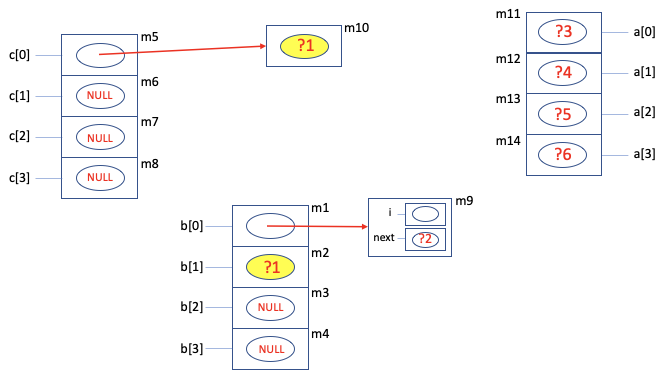 m5
c[0]
m6
c[1] NULL
m7
c[2] NULL
m8
c[3] NULL
m10
?1
m11
?3 a[0]
m12
?4 a[1]
m13
?5 a[2]
m14
?6 a[3]
m1
b[0]
m2
b[1] ?1
m3
b[2] NULL
m4
b[3] NULL
m9
i
next ?2